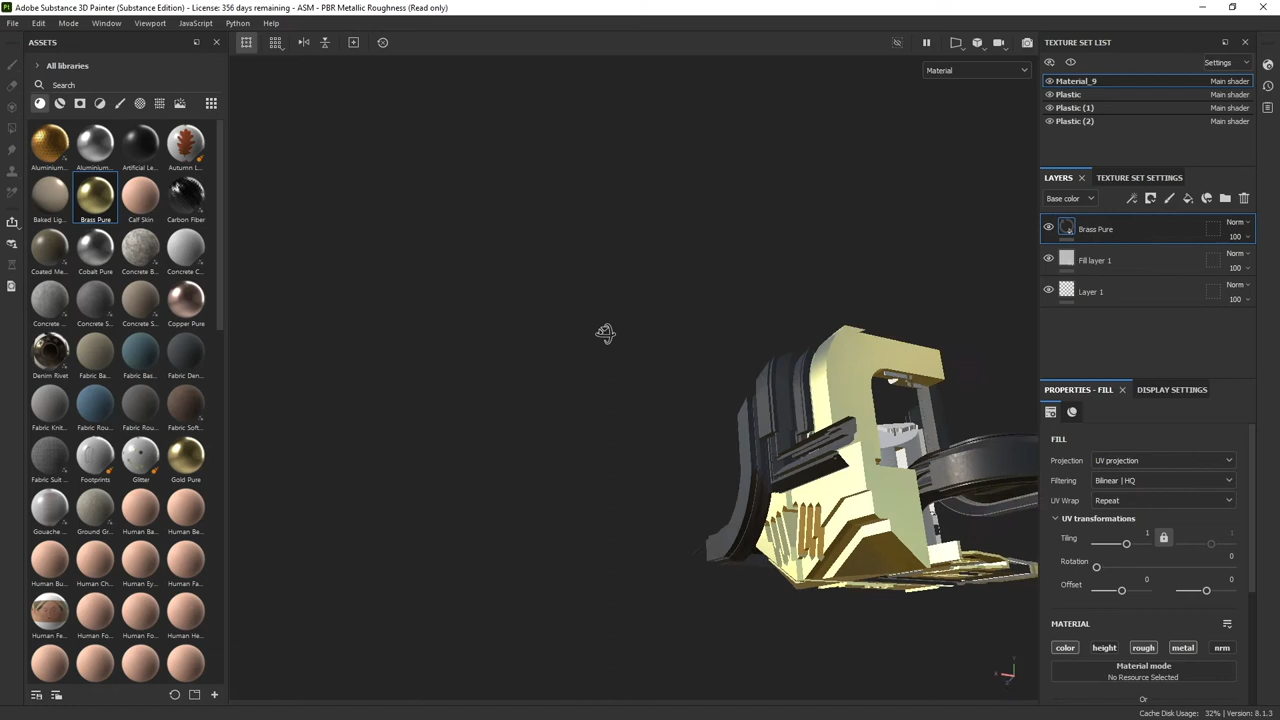 Adobe Substance 3D Painter (Substance Edition) - License: 356 days remaining - ASM - PBR Metallic Roughness (Read only)
File Edit Mode Window Viewport JavaScript Python Help
ASSETS
All libraries
Search
Aluminium... Aluminium... Artificial Le... Autumn L...
Baked Lig... Brass Pure Calf Skin Carbon Fiber
Coated Me... Cobalt Pure Concrete B... Concrete C...
Concrete ... Concrete S... Concrete S... Copper Pure
Denim Rivet Fabric Ba... Fabric Bas... Fabric Den...
Fabric Knit... Fabric Rou... Fabric Rou... Fabric Soft...
Fabric Suit ... Footprints Glitter Gold Pure
Gouache ... Ground Gr... Human Ba... Human Be...
Human Bu... Human Ch... Human Ey... Human Fa...
Human Fe... Human Fo... Human Fo... Human He...
Material
TEXTURE SET LIST
Settings
Material_9 Main shader
Plastic Main shader
Plastic (1) Main shader
Plastic (2) Main shader
LAYERS TEXTURE SET SETTINGS
Base color
Brass Pure Norm 100
Fill layer 1 Norm 100
Layer 1 Norm 100
PROPERTIES - FILL DISPLAY SETTINGS
FILL
Projection UV projection
Filtering Bilinear | HQ
UV Wrap Repeat
UV transformations
Tiling 1 1
Rotation 0
Offset 0 0
MATERIAL
color height rough metal nrm
Material mode
No Resource Selected
Or
Cache Disk Usage: 32% | Version: 8.1.3